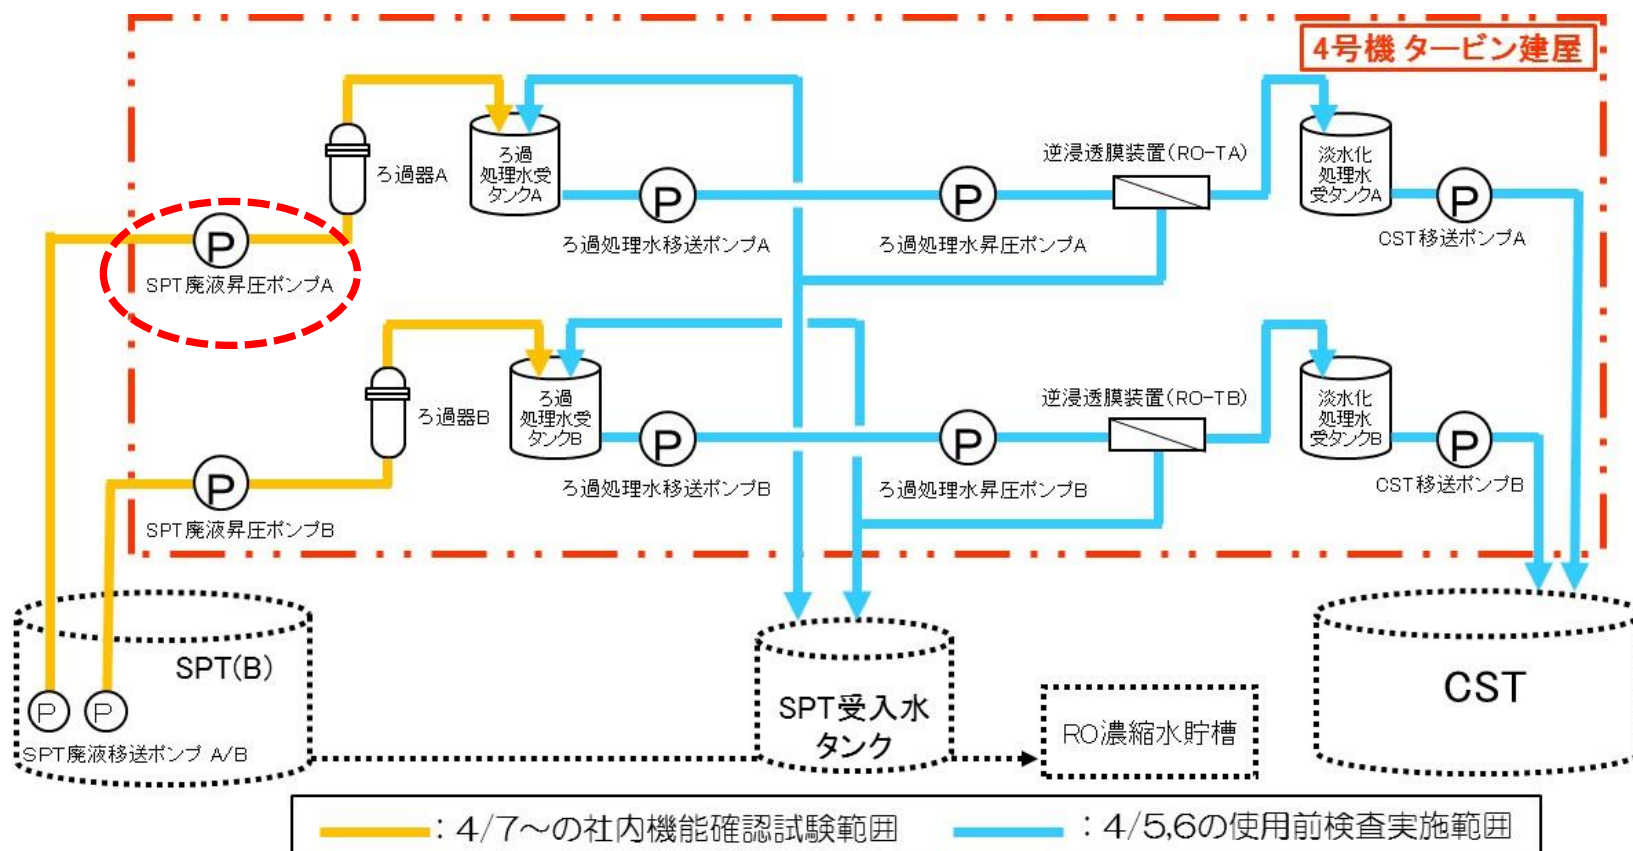 4号機 タービン建屋
ろ過器A
ろ過
処理水受
タンクA
P
ろ過処理水移送ポンプA
P
ろ過処理水昇圧ポンプA
逆浸透膜装置(RO-TA)
淡水化
処理水
受タンクA
P
CST移送ポンプA
P
SPT廃液昇圧ポンプA
ろ過器B
ろ過
処理水受
タンクB
P
ろ過処理水移送ポンプB
P
ろ過処理水昇圧ポンプB
逆浸透膜装置(RO-TB)
淡水化
処理水
受タンクB
P
CST移送ポンプB
P
SPT廃液昇圧ポンプB
SPT(B)
P
P
SPT廃液移送ポンプ A/B
SPT受入水
タンク
RO濃縮水貯槽
CST
：4/7～の社内機能確認試験範囲
：4/5,6の使用前検査実施範囲